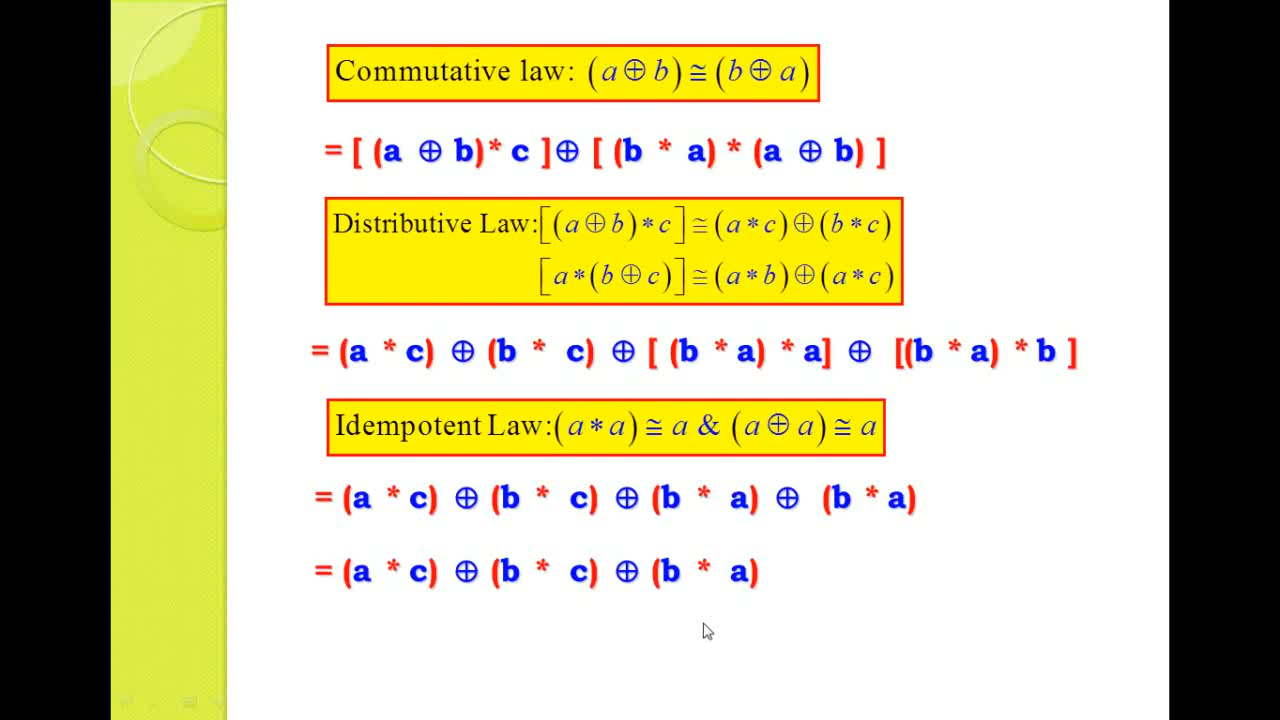 Commutative law: (a ⊕ b) ≅ (b ⊕ a)
= [ (a ⊕ b)* c ]⊕ [ (b * a) * (a ⊕ b) ]
Distributive Law:[(a ⊕ b) * c] ≅ (a * c) ⊕ (b * c)
[a * (b ⊕ c)] ≅ (a * b) ⊕ (a * c)
= (a * c) ⊕ (b * c) ⊕ [ (b * a) * a] ⊕ [(b * a) * b ]
Idempotent Law:(a * a) ≅ a & (a ⊕ a) ≅ a
= (a * c) ⊕ (b * c) ⊕ (b * a) ⊕ (b * a)
= (a * c) ⊕ (b * c) ⊕ (b * a)